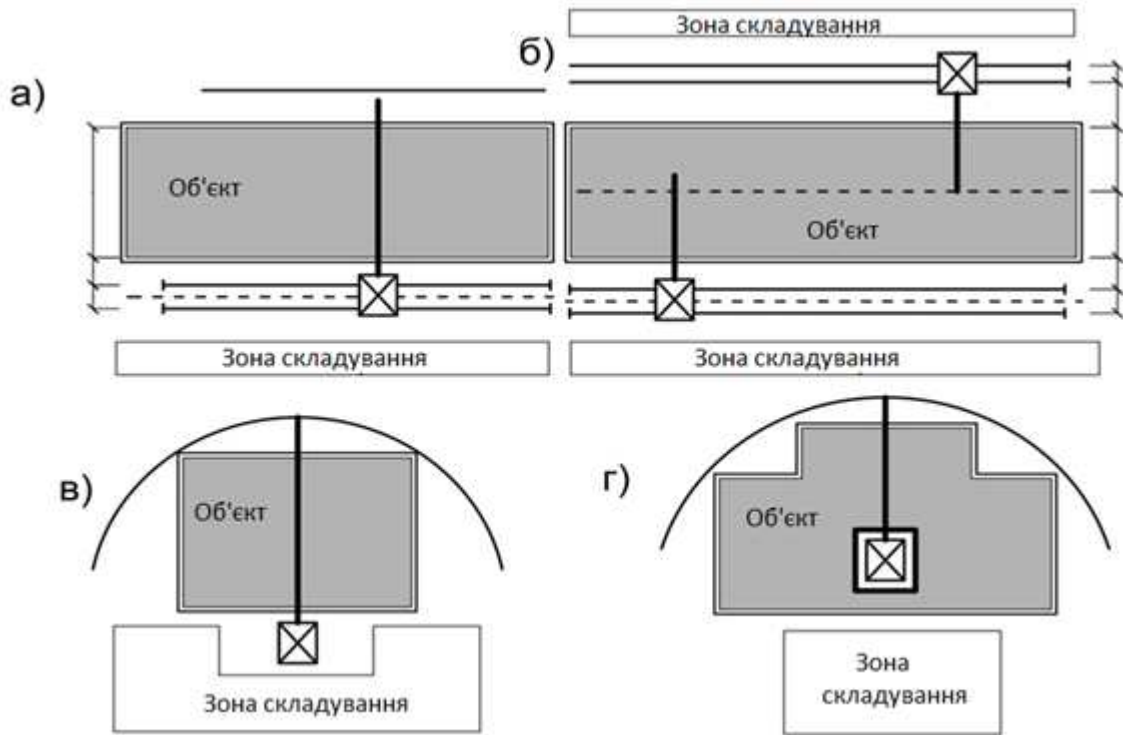 Зона складування
б)
а)
Об'єкт
Об'єкт
Зона складування
Зона складування
в)
Об'єкт
г)
Об'єкт
Зона складування
Зона
складування